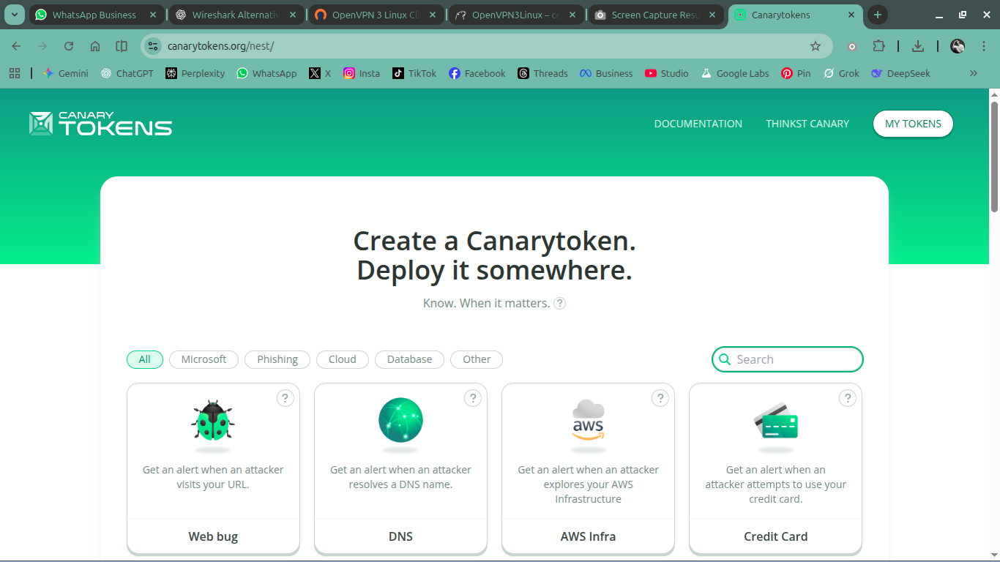 WhatsApp Business
Wireshark Alternativ
OpenVPN 3 Linux Cl
OpenVPN3Linux – co
Screen Capture Resu
Canarytokens
canarytokens.org/nest/
Gemini
ChatGPT
Perplexity
WhatsApp
X
Insta
TikTok
Facebook
Threads
Business
Studio
Google Labs
Pin
Grok
DeepSeek
CANARY
TOKENS
DOCUMENTATION
THINKST CANARY
MY TOKENS
Create a Canarytoken.
Deploy it somewhere.
Know. When it matters. ?
All
Microsoft
Phishing
Cloud
Database
Other
Search
?
Get an alert when an attacker
visits your URL.
Web bug
?
Get an alert when an attacker
resolves a DNS name.
DNS
?
aws
Get an alert when an attacker
explores your AWS
Infrastructure
AWS Infra
?
Get an alert when an
attacker attempts to use your
credit card.
Credit Card